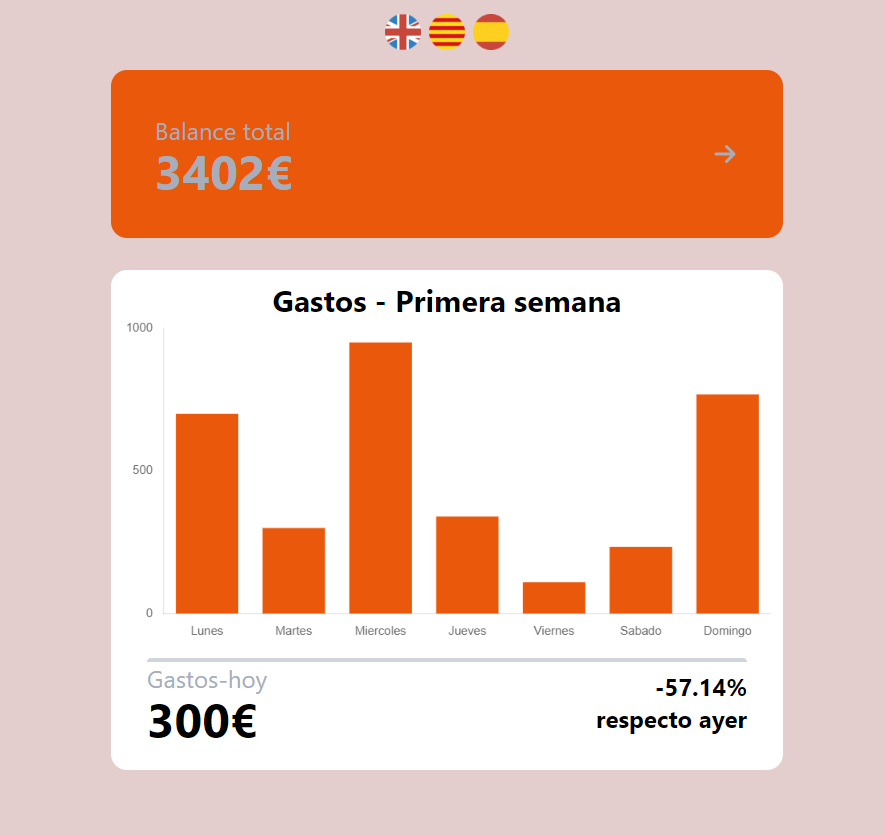 Balance total
3402€
Gastos - Primera semana
1000
500
0
Lunes Martes Miercoles Jueves Viernes Sabado Domingo
Gastos-hoy
300€
-57.14%
respecto ayer